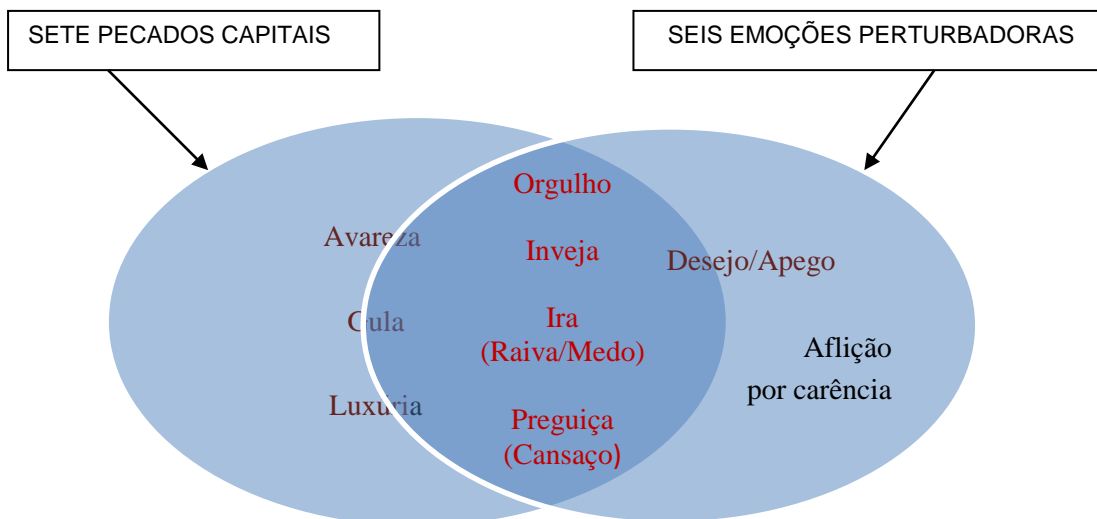 SETE PECADOS CAPITAIS
SEIS EMOÇÕES PERTURBADORAS
Orgulho
Avareza
Inveja
Desejo/Apego
Gula
Ira
(Raiva/Medo)
Aflição
por carência
Luxúria
Preguiça
(Cansaço)